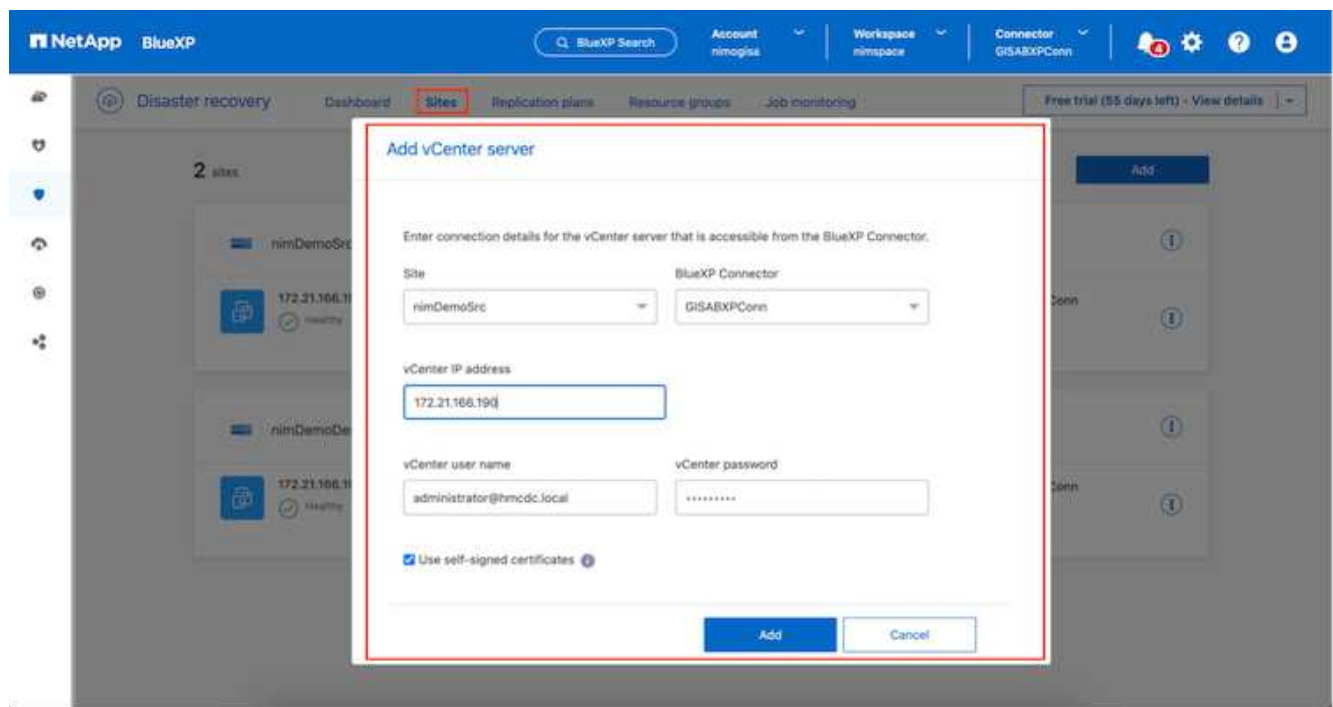 NetApp BlueXP
BlueXP Search
Account
nimogisa
Workspace
nimspace
Connector
GISABXPConn
4
Disaster recovery
Dashboard
Sites
Replication plans
Resource groups
Job monitoring
Free trial (55 days left) - View details
Add vCenter server
2 sites
Add
Enter connection details for the vCenter server that is accessible from the BlueXP Connector.
nimDemoSrc
Site
BlueXP Connector
nimDemoSrc
GISABXPConn
172.21.166.1
Healthy
Conn
vCenter IP address
172.21.166.190
nimDemoDe
vCenter user name
vCenter password
administrator@hmcdc.local
•••••••••
172.21.166.1
Healthy
Conn
Use self-signed certificates
Add
Cancel